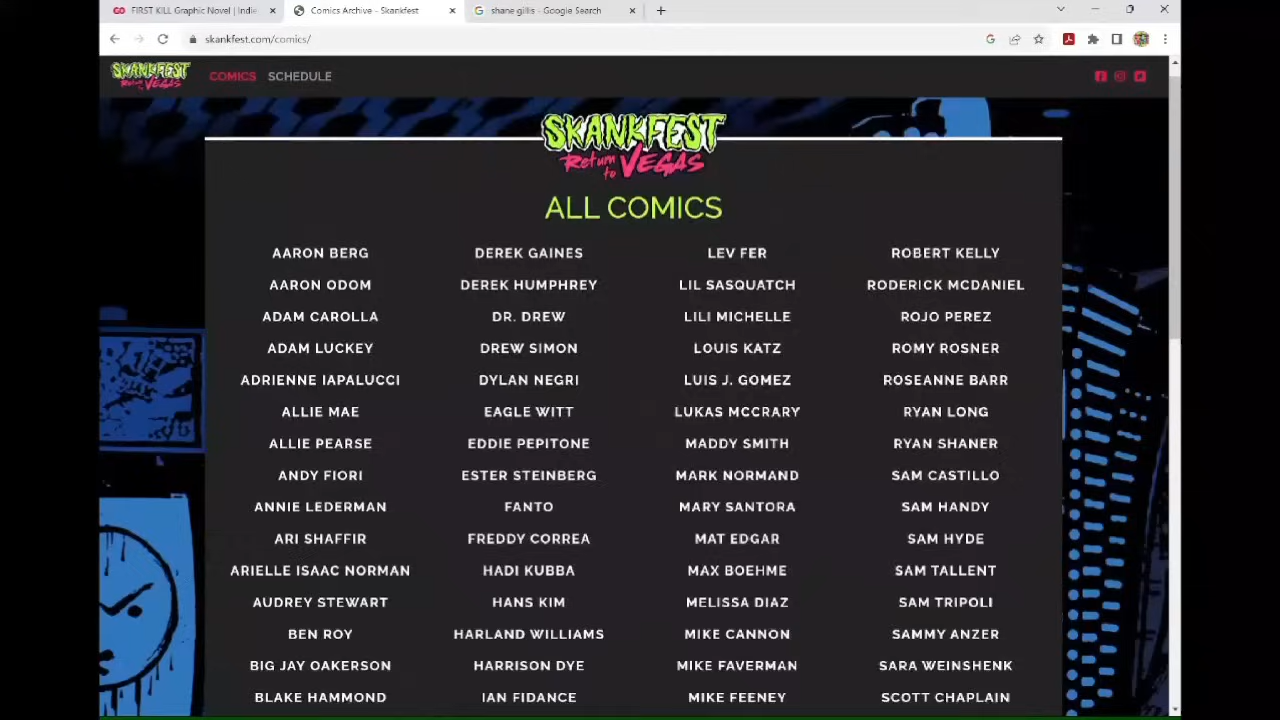 FIRST KILL Graphic Novel | Indie
Comics Archive - Skankfest
shane gillis - Google Search
skankfest.com/comics/
SKANKFEST
Return to VEGAS
COMICS
SCHEDULE
SKANKFEST
Return to VEGAS
ALL COMICS
AARON BERG DEREK GAINES LEV FER ROBERT KELLY
AARON ODOM DEREK HUMPHREY LIL SASQUATCH RODERICK MCDANIEL
ADAM CAROLLA DR. DREW LILI MICHELLE ROJO PEREZ
ADAM LUCKEY DREW SIMON LOUIS KATZ ROMY ROSNER
ADRIENNE IAPALUCCI DYLAN NEGRI LUIS J. GOMEZ ROSEANNE BARR
ALLIE MAE EAGLE WITT LUKAS MCCRARY RYAN LONG
ALLIE PEARSE EDDIE PEPITONE MADDY SMITH RYAN SHANER
ANDY FIORI ESTER STEINBERG MARK NORMAND SAM CASTILLO
ANNIE LEDERMAN FANTO MARY SANTORA SAM HANDY
ARI SHAFFIR FREDDY CORREA MAT EDGAR SAM HYDE
ARIELLE ISAAC NORMAN HADI KUBBA MAX BOEHME SAM TALLENT
AUDREY STEWART HANS KIM MELISSA DIAZ SAM TRIPOLI
BEN ROY HARLAND WILLIAMS MIKE CANNON SAMMY ANZER
BIG JAY OAKERSON HARRISON DYE MIKE FAVERMAN SARA WEINSHENK
BLAKE HAMMOND IAN FIDANCE MIKE FEENEY SCOTT CHAPLAIN